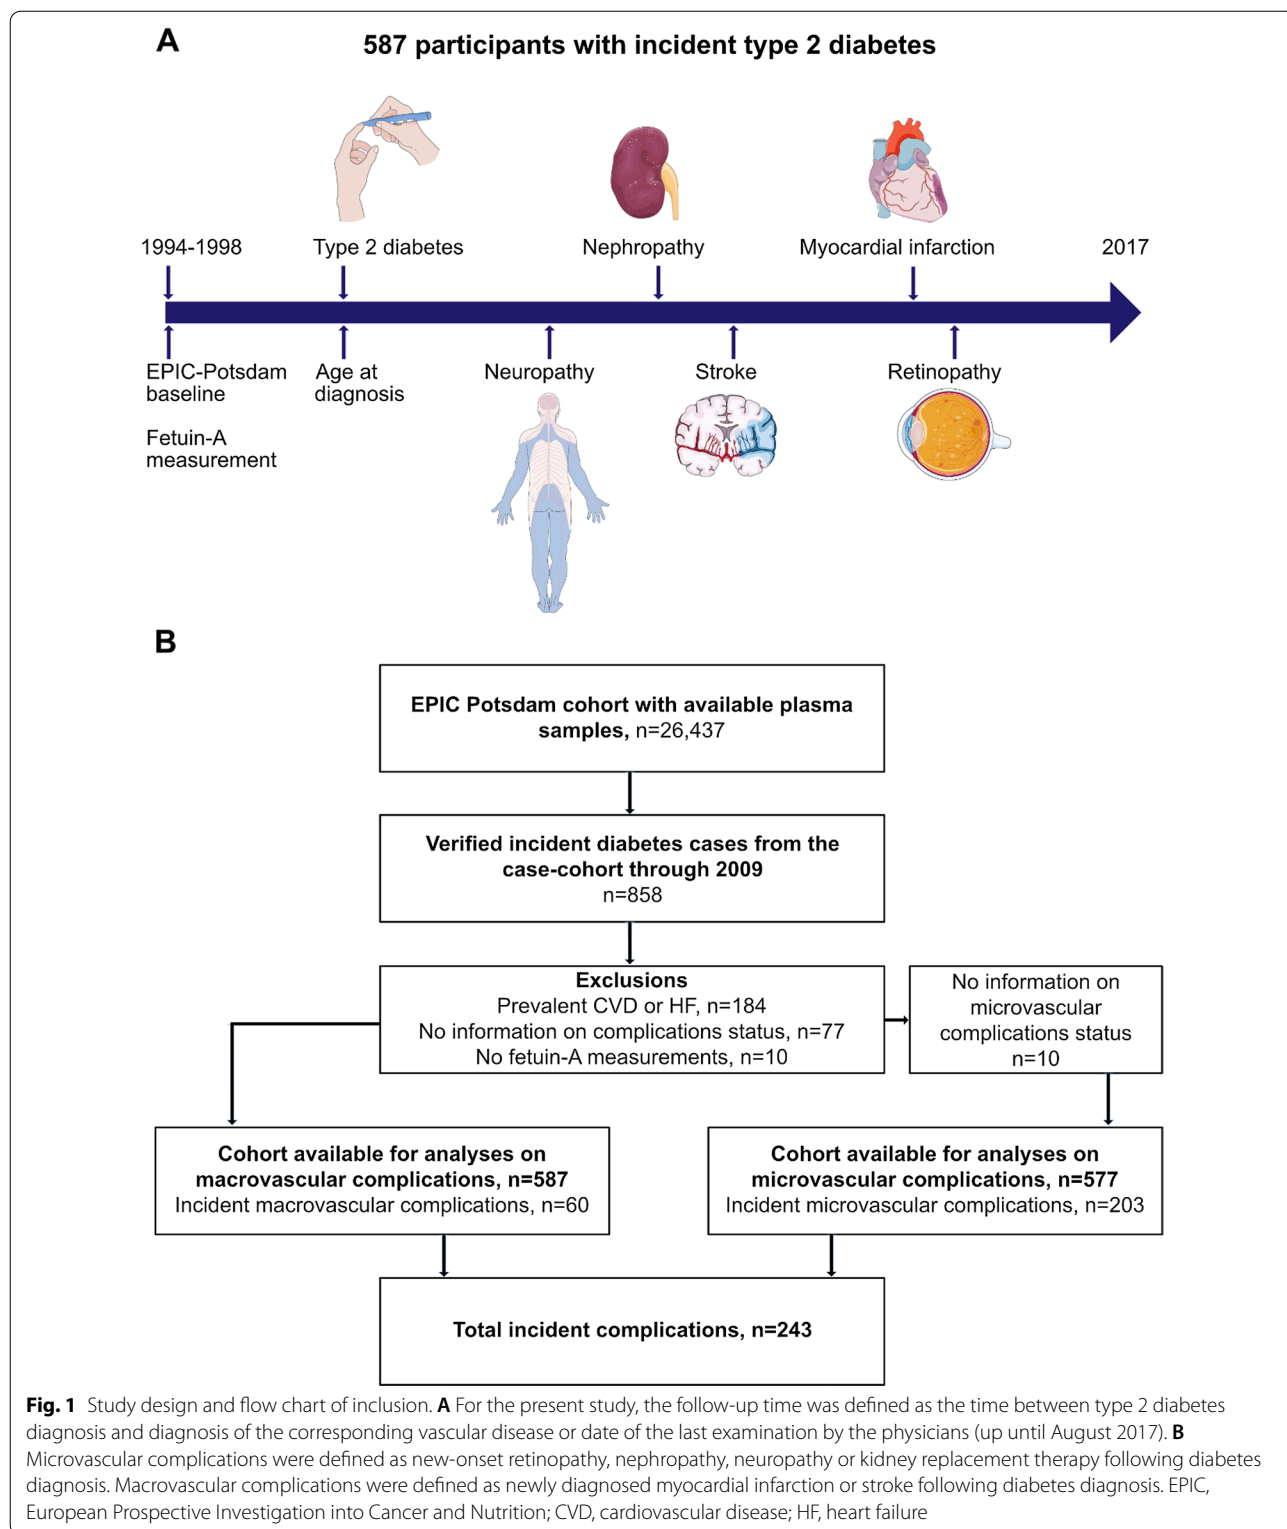 A
587 participants with incident type 2 diabetes
1994-1998
Type 2 diabetes
Nephropathy
Myocardial infarction
2017
EPIC-Potsdam
baseline
Fetuin-A
measurement
Age at
diagnosis
Neuropathy
Stroke
Retinopathy
B
EPIC Potsdam cohort with available plasma
samples, n=26,437
Verified incident diabetes cases from the
case-cohort through 2009
n=858
Exclusions
Prevalent CVD or HF, n=184
No information on complications status, n=77
No fetuin-A measurements, n=10
No information on
microvascular
complications status
n=10
Cohort available for analyses on
macrovascular complications, n=587
Incident macrovascular complications, n=60
Cohort available for analyses on
microvascular complications, n=577
Incident microvascular complications, n=203
Total incident complications, n=243
Fig. 1 Study design and flow chart of inclusion. A For the present study, the follow-up time was defined as the time between type 2 diabetes
diagnosis and diagnosis of the corresponding vascular disease or date of the last examination by the physicians (up until August 2017). B
Microvascular complications were defined as new-onset retinopathy, nephropathy, neuropathy or kidney replacement therapy following diabetes
diagnosis. Macrovascular complications were defined as newly diagnosed myocardial infarction or stroke following diabetes diagnosis. EPIC,
European Prospective Investigation into Cancer and Nutrition; CVD, cardiovascular disease; HF, heart failure